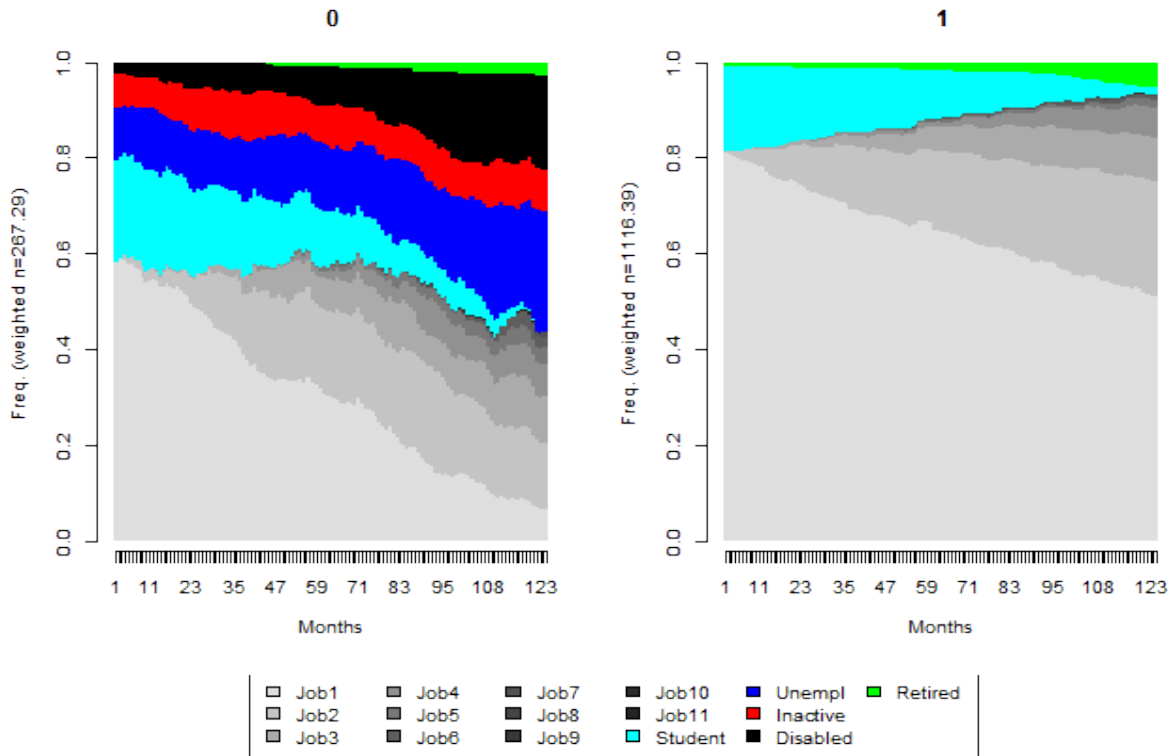 0
1
Freq. (weighted n=267.29)
0.0 0.2 0.4 0.6 0.8 1.0
1 11 23 35 47 59 71 83 95 108 123
Months
Freq. (weighted n=1116.39)
0.0 0.2 0.4 0.6 0.8 1.0
1 11 23 35 47 59 71 83 95 108 123
Months
Job1 Job4 Job7 Job10 Unempl Retired
Job2 Job5 Job8 Job11 Inactive
Job3 Job6 Job9 Student Disabled